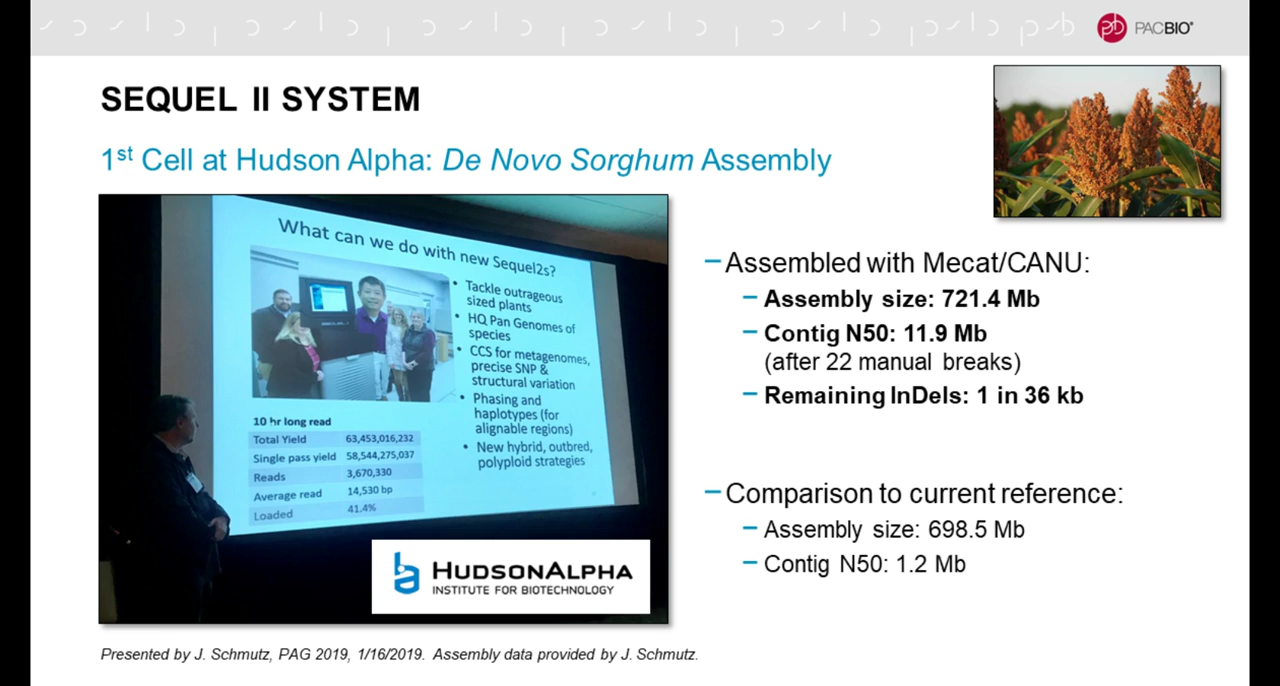 PACBIO®
SEQUEL II SYSTEM
1st Cell at Hudson Alpha: De Novo Sorghum Assembly
What can we do with new Sequel2s?
• Tackle outrageous
sized plants
• HQ Pan Genomes of
species
• CCS for metagenomes,
precise SNP &
structural variation
• Phasing and
haplotypes (for
alignable regions)
• New hybrid, outbred,
polyploid strategies
10 hr long read
Total Yield 63,453,016,232
Single pass yield 58,544,275,037
Reads 3,670,330
Average read 14,530 bp
Loaded 41.4%
HUDSONALPHA
INSTITUTE FOR BIOTECHNOLOGY
– Assembled with Mecat/CANU:
– Assembly size: 721.4 Mb
– Contig N50: 11.9 Mb
(after 22 manual breaks)
– Remaining InDels: 1 in 36 kb
– Comparison to current reference:
– Assembly size: 698.5 Mb
– Contig N50: 1.2 Mb
Presented by J. Schmutz, PAG 2019, 1/16/2019. Assembly data provided by J. Schmutz.